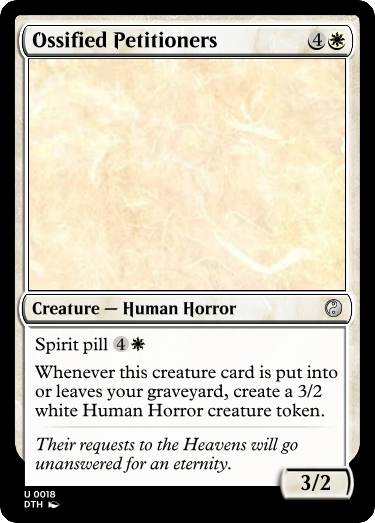 Ossified Petitioners 4
Creature — Human Horror
Spirit pill 4
Whenever this creature card is put into
or leaves your graveyard, create a 3/2
white Human Horror creature token.
Their requests to the Heavens will go
unanswered for an eternity.
3/2
U 0018
DTH